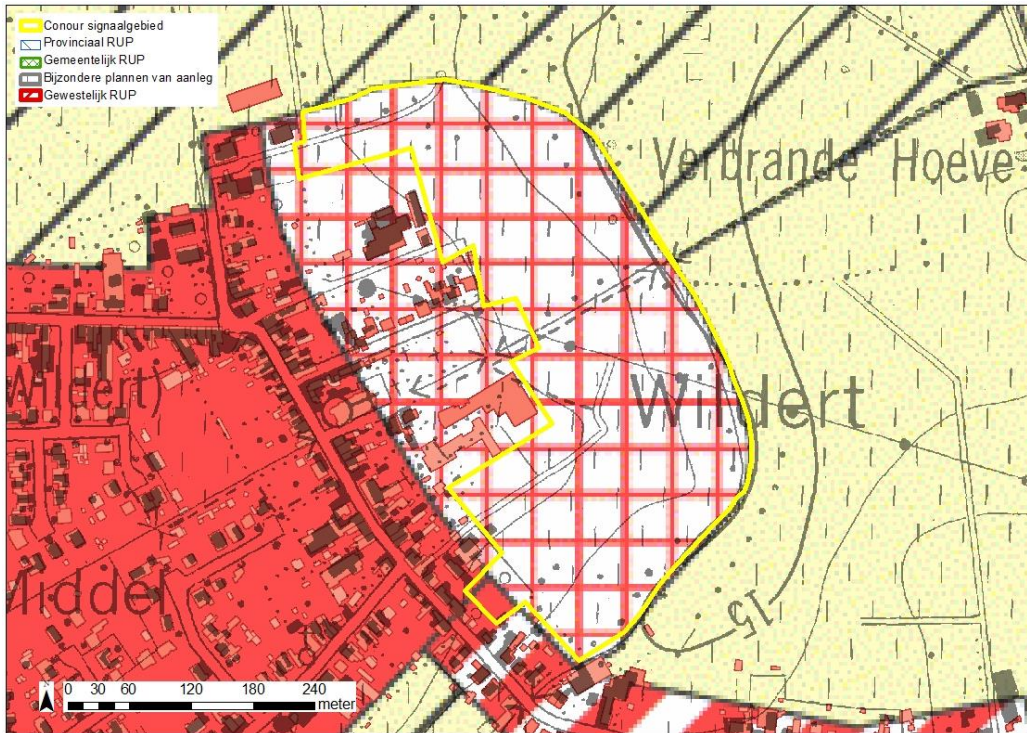 Conour signaalgebied
Provinciaal RUP
Gemeentelijk RUP
Bijzondere plannen van aanleg
Gewestelijk RUP
Verbrande Hoeve
Wildert
Wildert)
Middel
15
0 30 60 120 180 240
meter